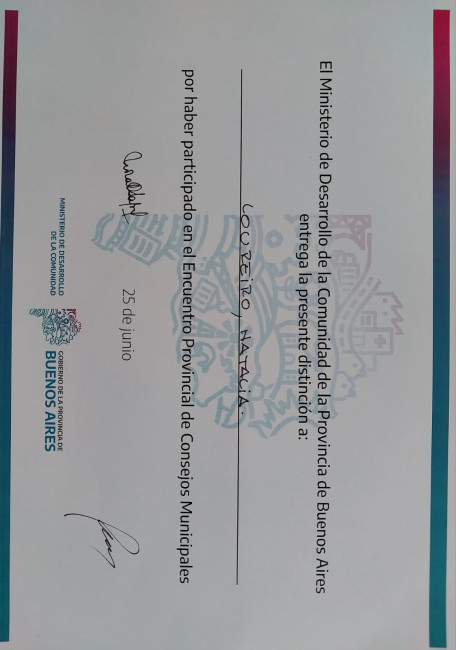 El Ministerio de Desarrollo de la Comunidad de la Provincia de Buenos Aires
entrega la presente distinción a:
LOUREIRO, NATALIA.
por haber participado en el Encuentro Provincial de Consejos Municipales
25 de junio
MINISTERIO DE DESARROLLO
DE LA COMUNIDAD
GOBIERNO DE LA PROVINCIA DE
BUENOS AIRES